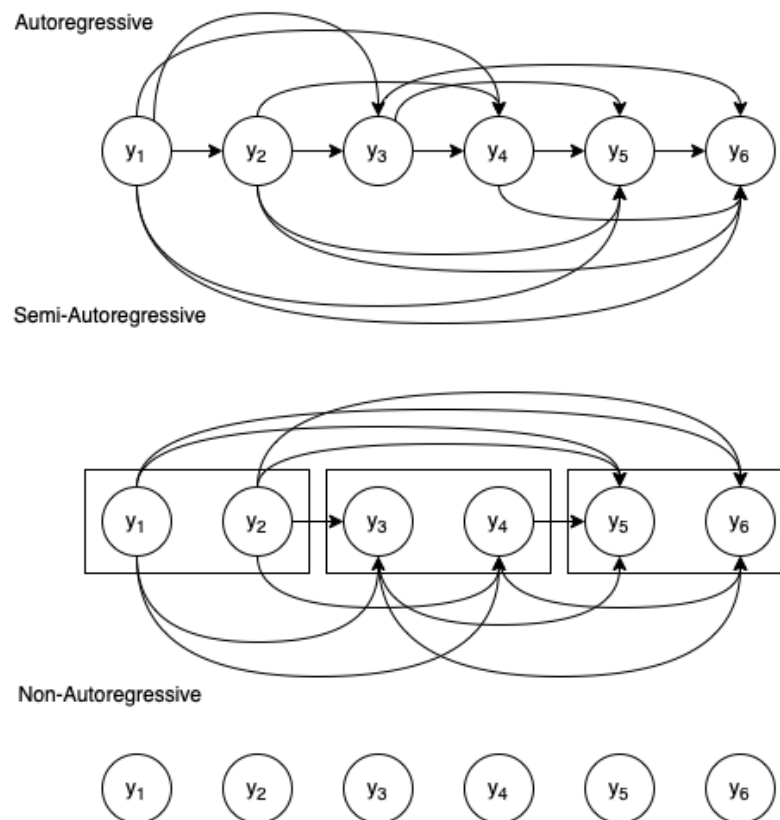 Autoregressive
y₁ y₂ y₃ y₄ y₅ y₆
Semi-Autoregressive
y₁ y₂ y₃ y₄ y₅ y₆
Non-Autoregressive
y₁ y₂ y₃ y₄ y₅ y₆